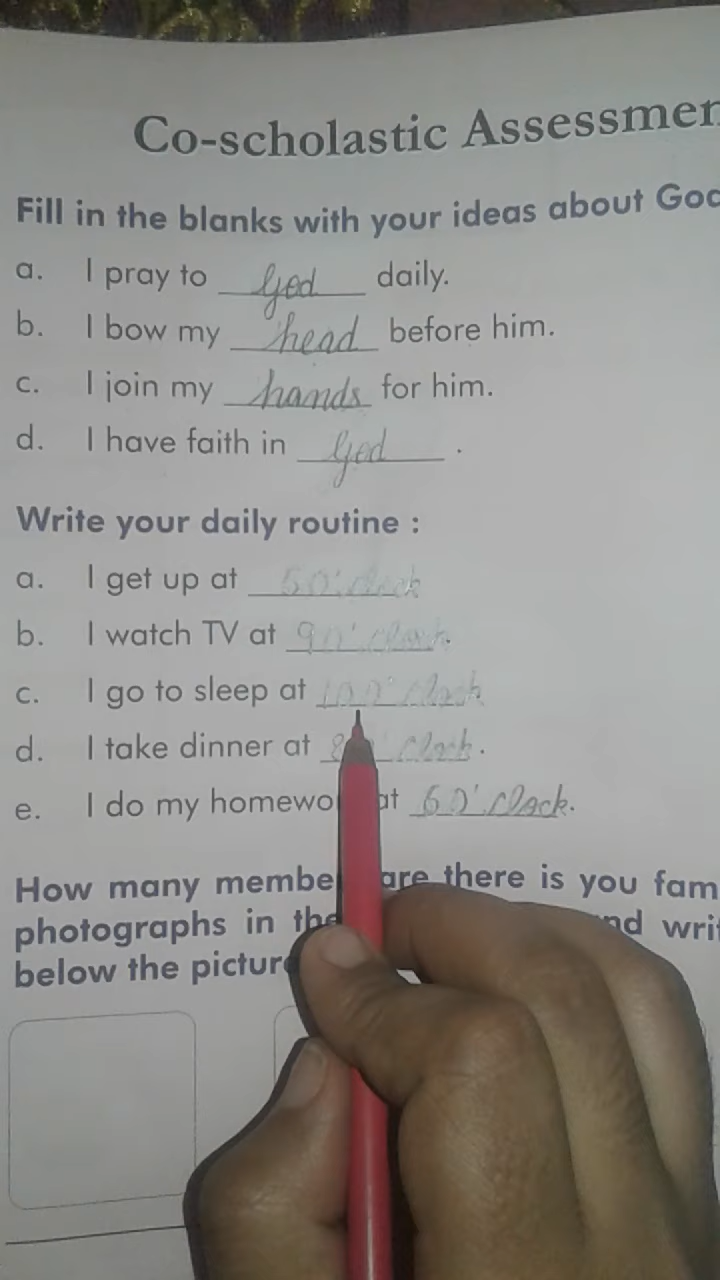 Co-scholastic Assessmen
Fill in the blanks with your ideas about God
a. I pray to God daily.
b. I bow my head before him.
c. I join my hands for him.
d. I have faith in God.
Write your daily routine :
a. I get up at 5 O'clock
b. I watch TV at 9 O'clock.
c. I go to sleep at 10 O'clock
d. I take dinner at 8 O'clock.
e. I do my homewo at 6 O'clock.
How many membe are there is you fam
photographs in the nd wri
below the pictur